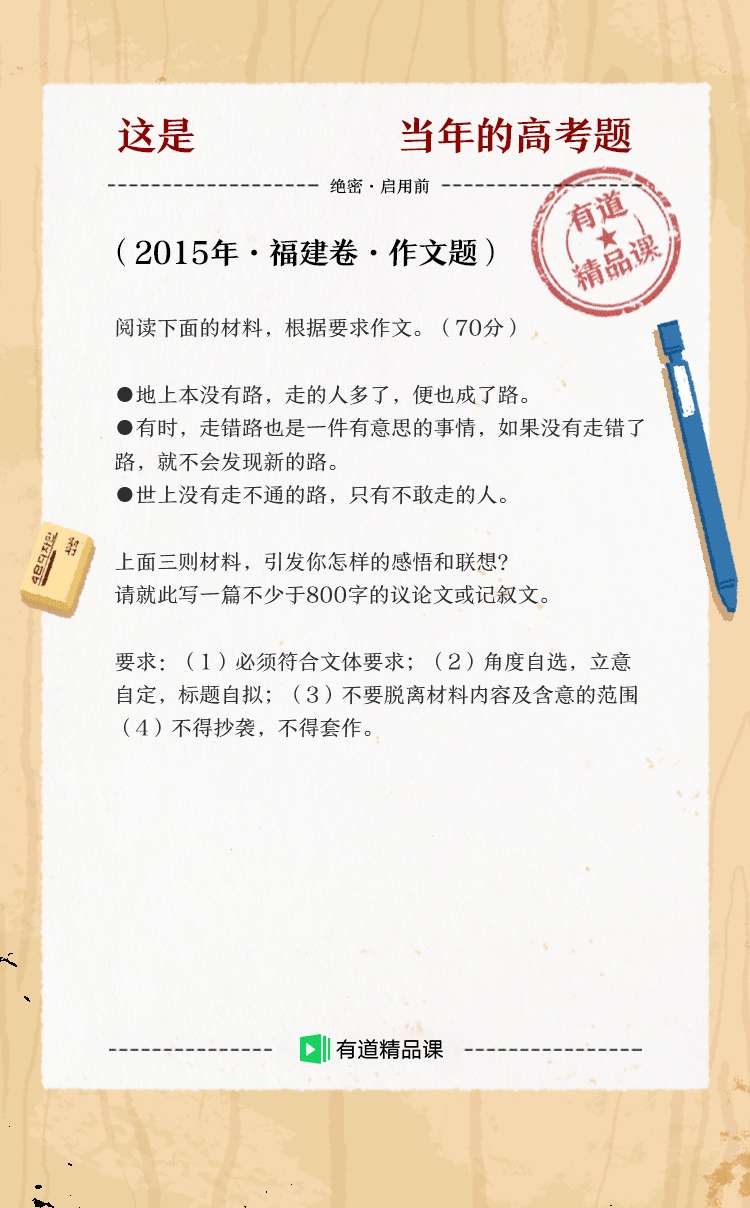 这是 当年的高考题
绝密·启用前
有道
精品课
（2015年·福建卷·作文题）
阅读下面的材料，根据要求作文。（70分）
●地上本没有路，走的人多了，便也成了路。
●有时，走错路也是一件有意思的事情，如果没有走错了
路，就不会发现新的路。
●世上没有走不通的路，只有不敢走的人。
上面三则材料，引发你怎样的感悟和联想？
请就此写一篇不少于800字的议论文或记叙文。
要求：（1）必须符合文体要求；（2）角度自选，立意
自定，标题自拟；（3）不要脱离材料内容及含意的范围
（4）不得抄袭，不得套作。
有道精品课